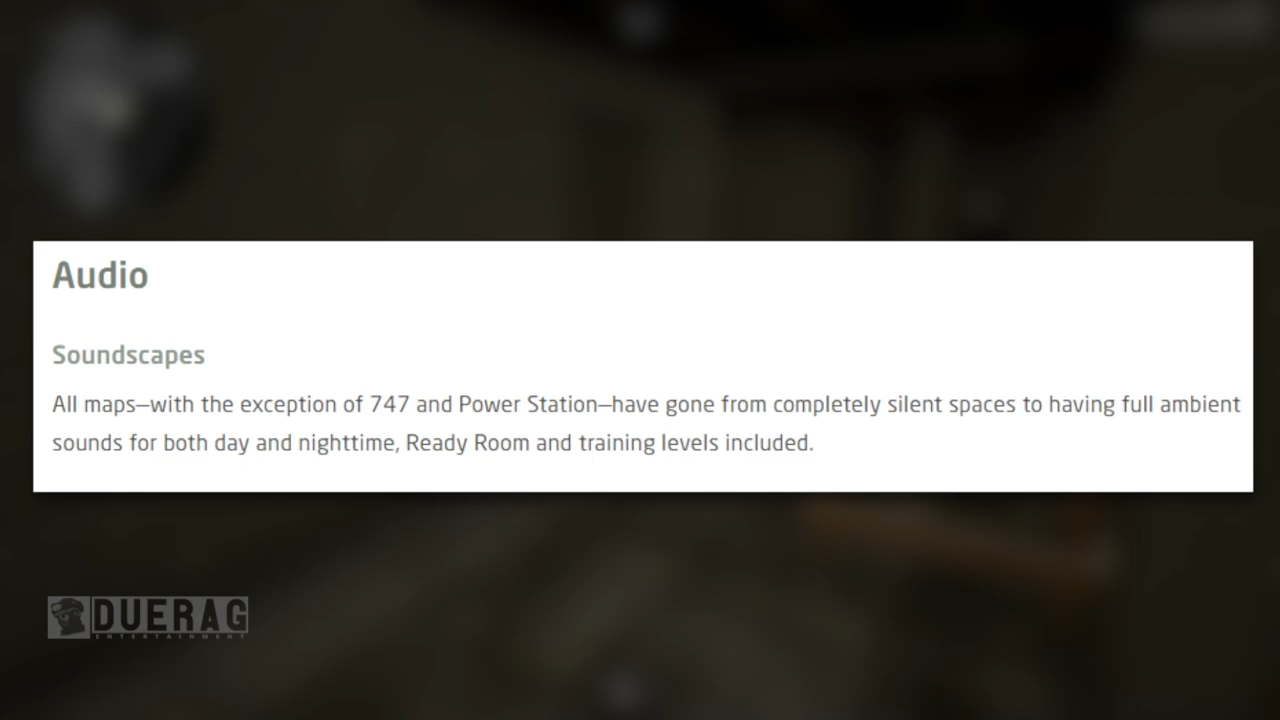 Audio
Soundscapes
All maps—with the exception of 747 and Power Station—have gone from completely silent spaces to having full ambient
sounds for both day and nighttime, Ready Room and training levels included.
DUERAG
ENTERTAINMENT